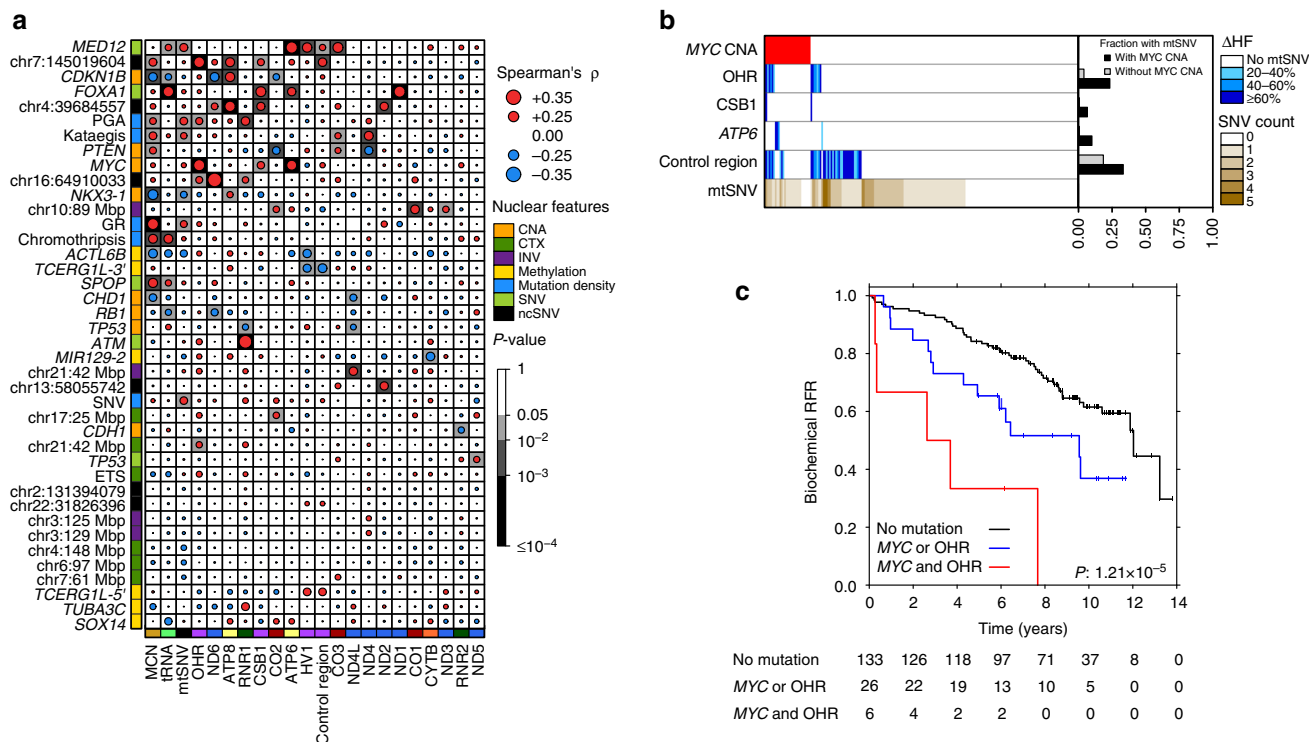 a
MED12
chr7:145019604
CDKN1B
FOXA1
chr4:39684557
PGA
Kataegis
PTEN
MYC
chr16:64910033
NKX3-1
chr10:89 Mbp
GR
Chromothripsis
ACTL6B
TCERG1L-3'
SPOP
CHD1
RB1
TP53
ATM
MIR129-2
chr21:42 Mbp
chr13:58055742
SNV
chr17:25 Mbp
CDH1
chr21:42 Mbp
TP53
ETS
chr2:131394079
chr22:31826396
chr3:125 Mbp
chr3:129 Mbp
chr4:148 Mbp
chr6:97 Mbp
chr7:61 Mbp
TCERG1L-5'
TUBA3C
SOX14
MCN
tRNA
mtSNV
OHR
ND6
ATP8
RNR1
CSB1
CO2
ATP6
HV1
Control region
CO3
ND4L
ND4
ND2
ND1
CO1
CYTB
ND3
RNR2
ND5
Spearman's ρ
+0.35
+0.25
0.00
−0.25
−0.35
Nuclear features
CNA
CTX
INV
Methylation
Mutation density
SNV
ncSNV
P-value
1
0.05
10−2
10−3
≤10−4
b
MYC CNA
OHR
CSB1
ATP6
Control region
mtSNV
Fraction with mtSNV
With MYC CNA
Without MYC CNA
0.00
0.25
0.50
0.75
1.00
ΔHF
No mtSNV
20–40%
40–60%
≥60%
SNV count
0
1
2
3
4
5
c
Biochemical RFR
1.0
0.8
0.6
0.4
0.2
0.0
No mutation
MYC or OHR
MYC and OHR
P: 1.21×10−5
0 2 4 6 8 10 12 14
Time (years)
No mutation 133 126 118 97 71 37 8 0
MYC or OHR 26 22 19 13 10 5 0 0
MYC and OHR 6 4 2 2 0 0 0 0